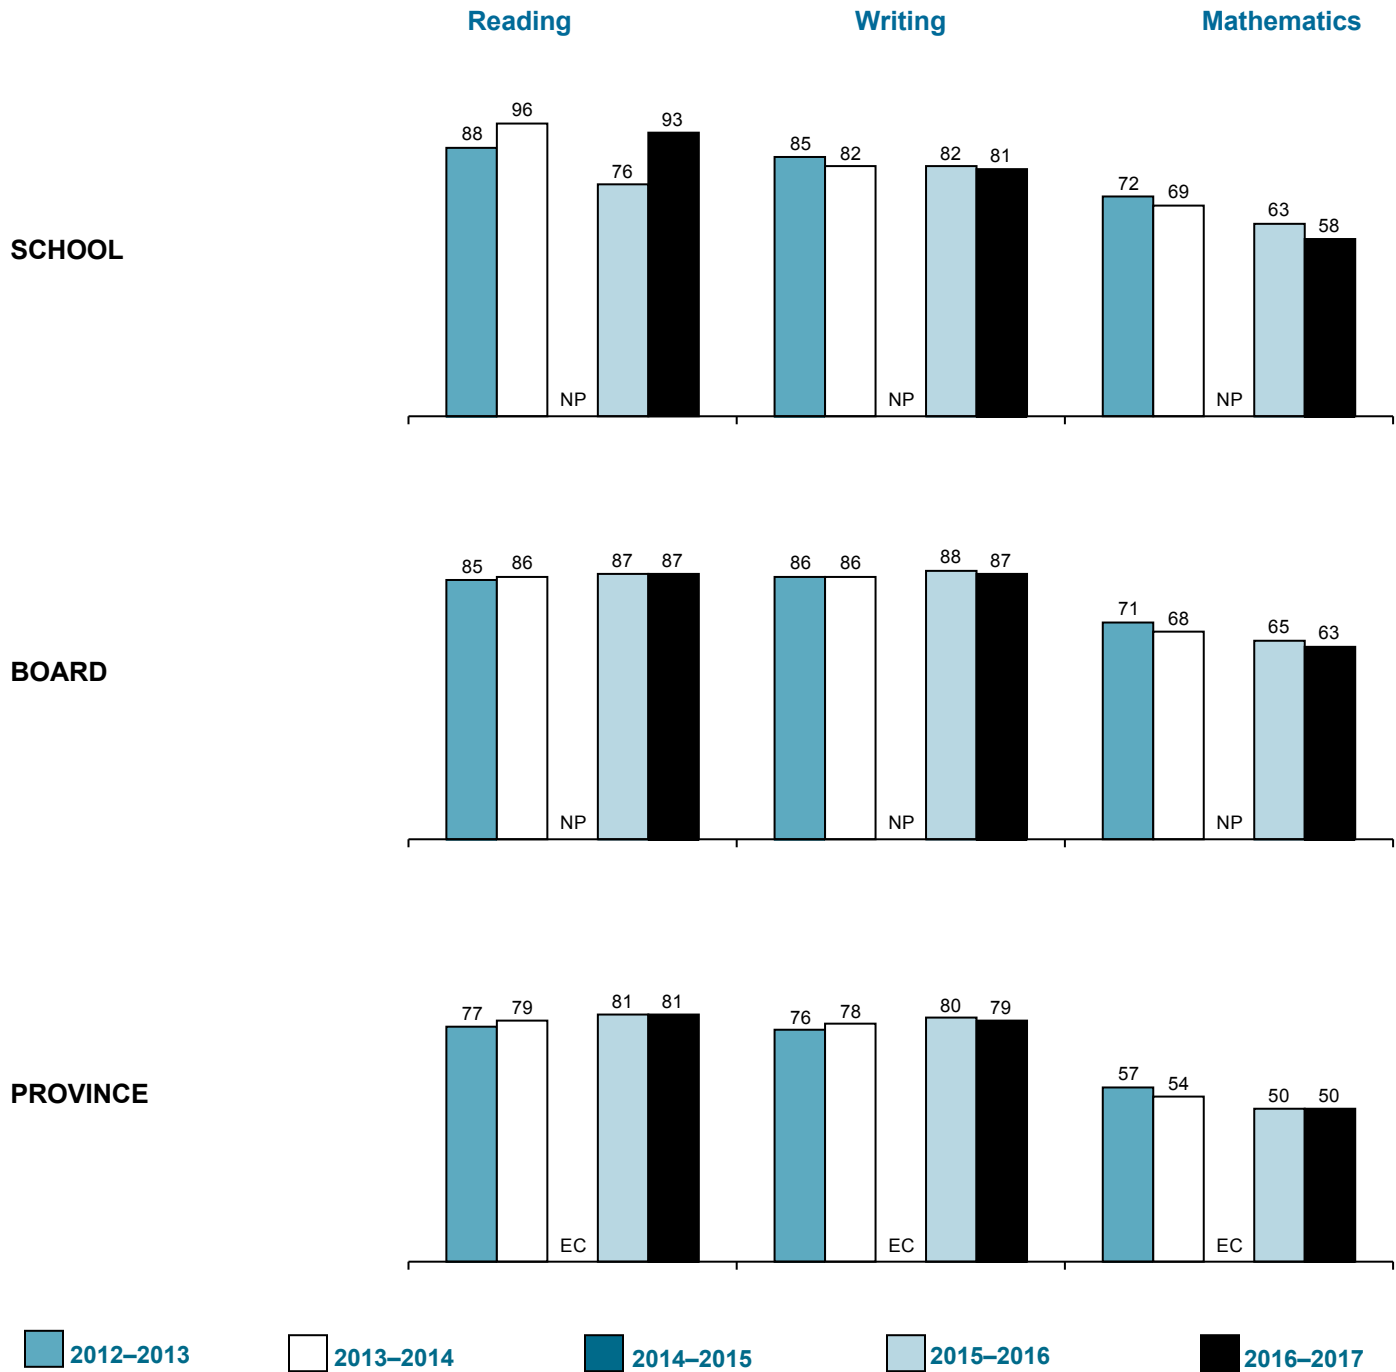 Reading Writing Mathematics
SCHOOL
88 96 NP 76 93 85 82 NP 82 81 72 69 NP 63 58
BOARD
85 86 NP 87 87 86 86 NP 88 87 71 68 NP 65 63
PROVINCE
77 79 EC 81 81 76 78 EC 80 79 57 54 EC 50 50
2012–2013 2013–2014 2014–2015 2015–2016 2016–2017